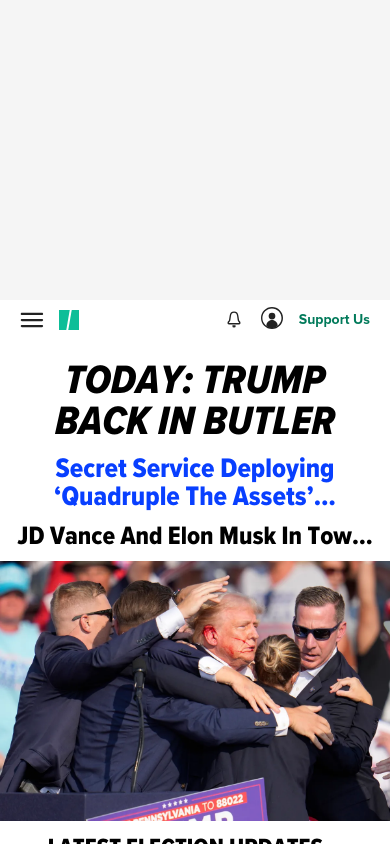 Support Us
TODAY: TRUMP
BACK IN BUTLER
Secret Service Deploying
‘Quadruple The Assets’...
JD Vance And Elon Musk In Tow...
PENNSYLVANIA TO 88022
LATEST ELECTION UPDATES